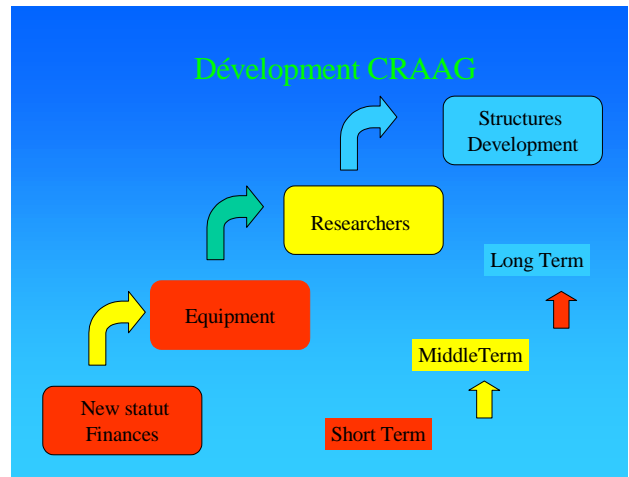 Dévelopment CRAAG
Structures
Development
Researchers
Long Term
Equipment
MiddleTerm
New statut
Finances
Short Term